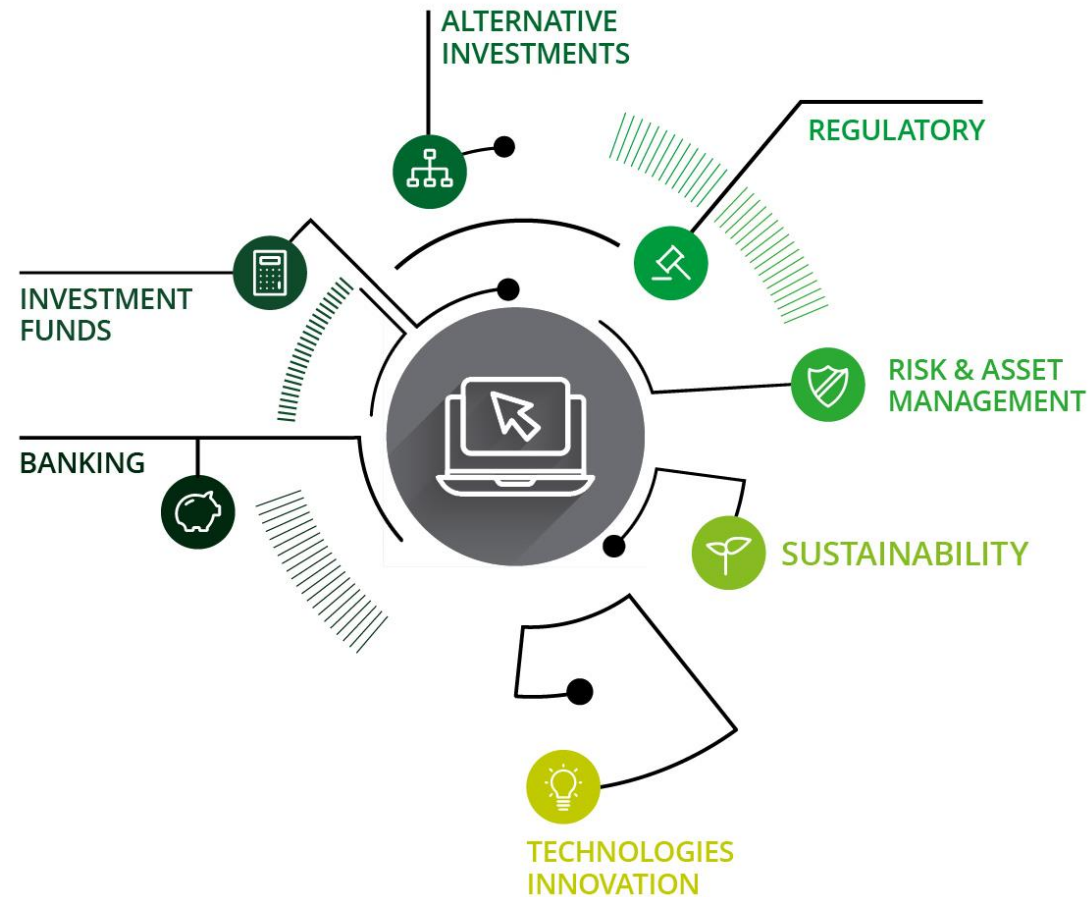 ALTERNATIVE
INVESTMENTS
REGULATORY
INVESTMENT
FUNDS
RISK & ASSET
MANAGEMENT
BANKING
SUSTAINABILITY
TECHNOLOGIES
INNOVATION